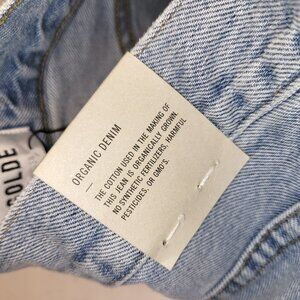 ORGANIC DENIM
—
THE COTTON USED IN THE MAKING OF
THIS JEAN IS ORGANICALLY GROWN.
NO SYNTHETIC FERTILIZERS, HARMFUL
PESTICIDES, OR GMO'S.
GOLDE